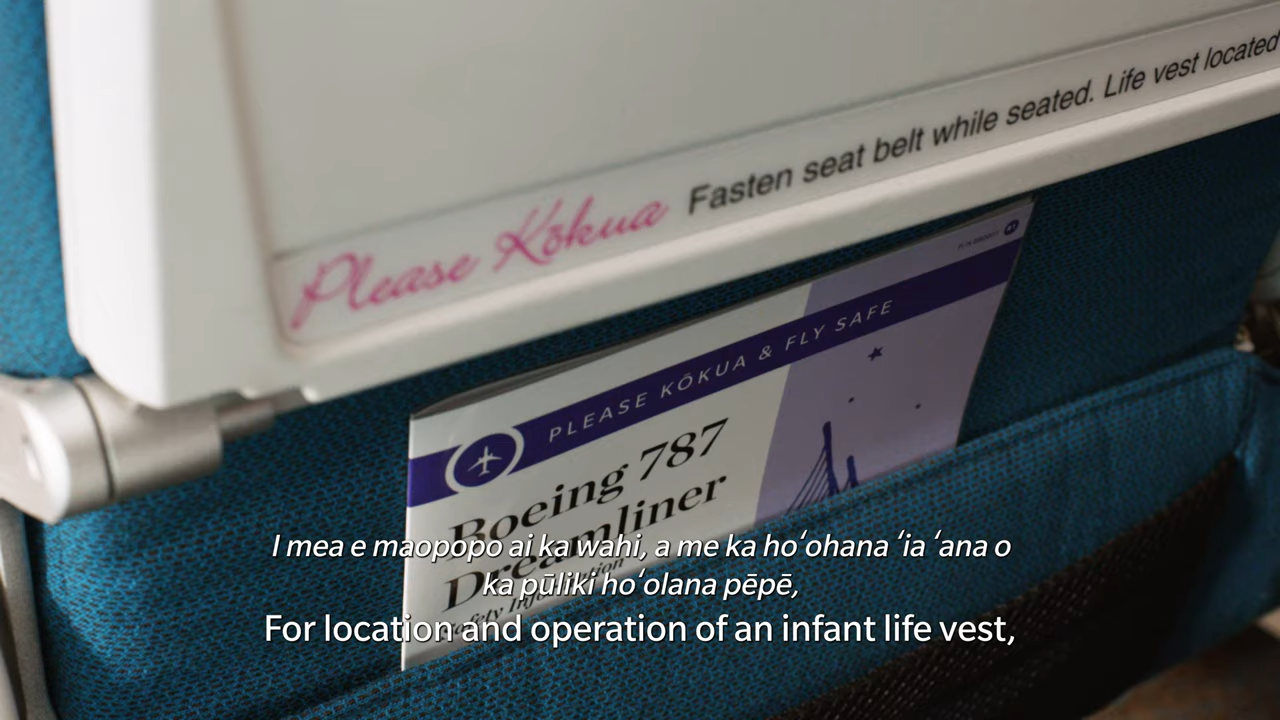 Please Kōkua Fasten seat belt while seated. Life vest located
PLEASE KŌKUA & FLY SAFE
Boeing 787
Dreamliner
Safety Information
I mea e maopopo ai ka wahi, a me ka hoʻohana ʻia ʻana o
ka pūliki hoʻolana pēpē,
For location and operation of an infant life vest,